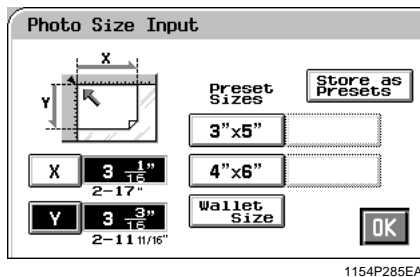 Photo Size Input
X
Y
Preset
Sizes
Store as
Presets
3”x5”
X 3 1/16”
2-17"
4”x6”
Y 3 3/16”
2-11 11/16"
Wallet
Size
OK
1154P285EA